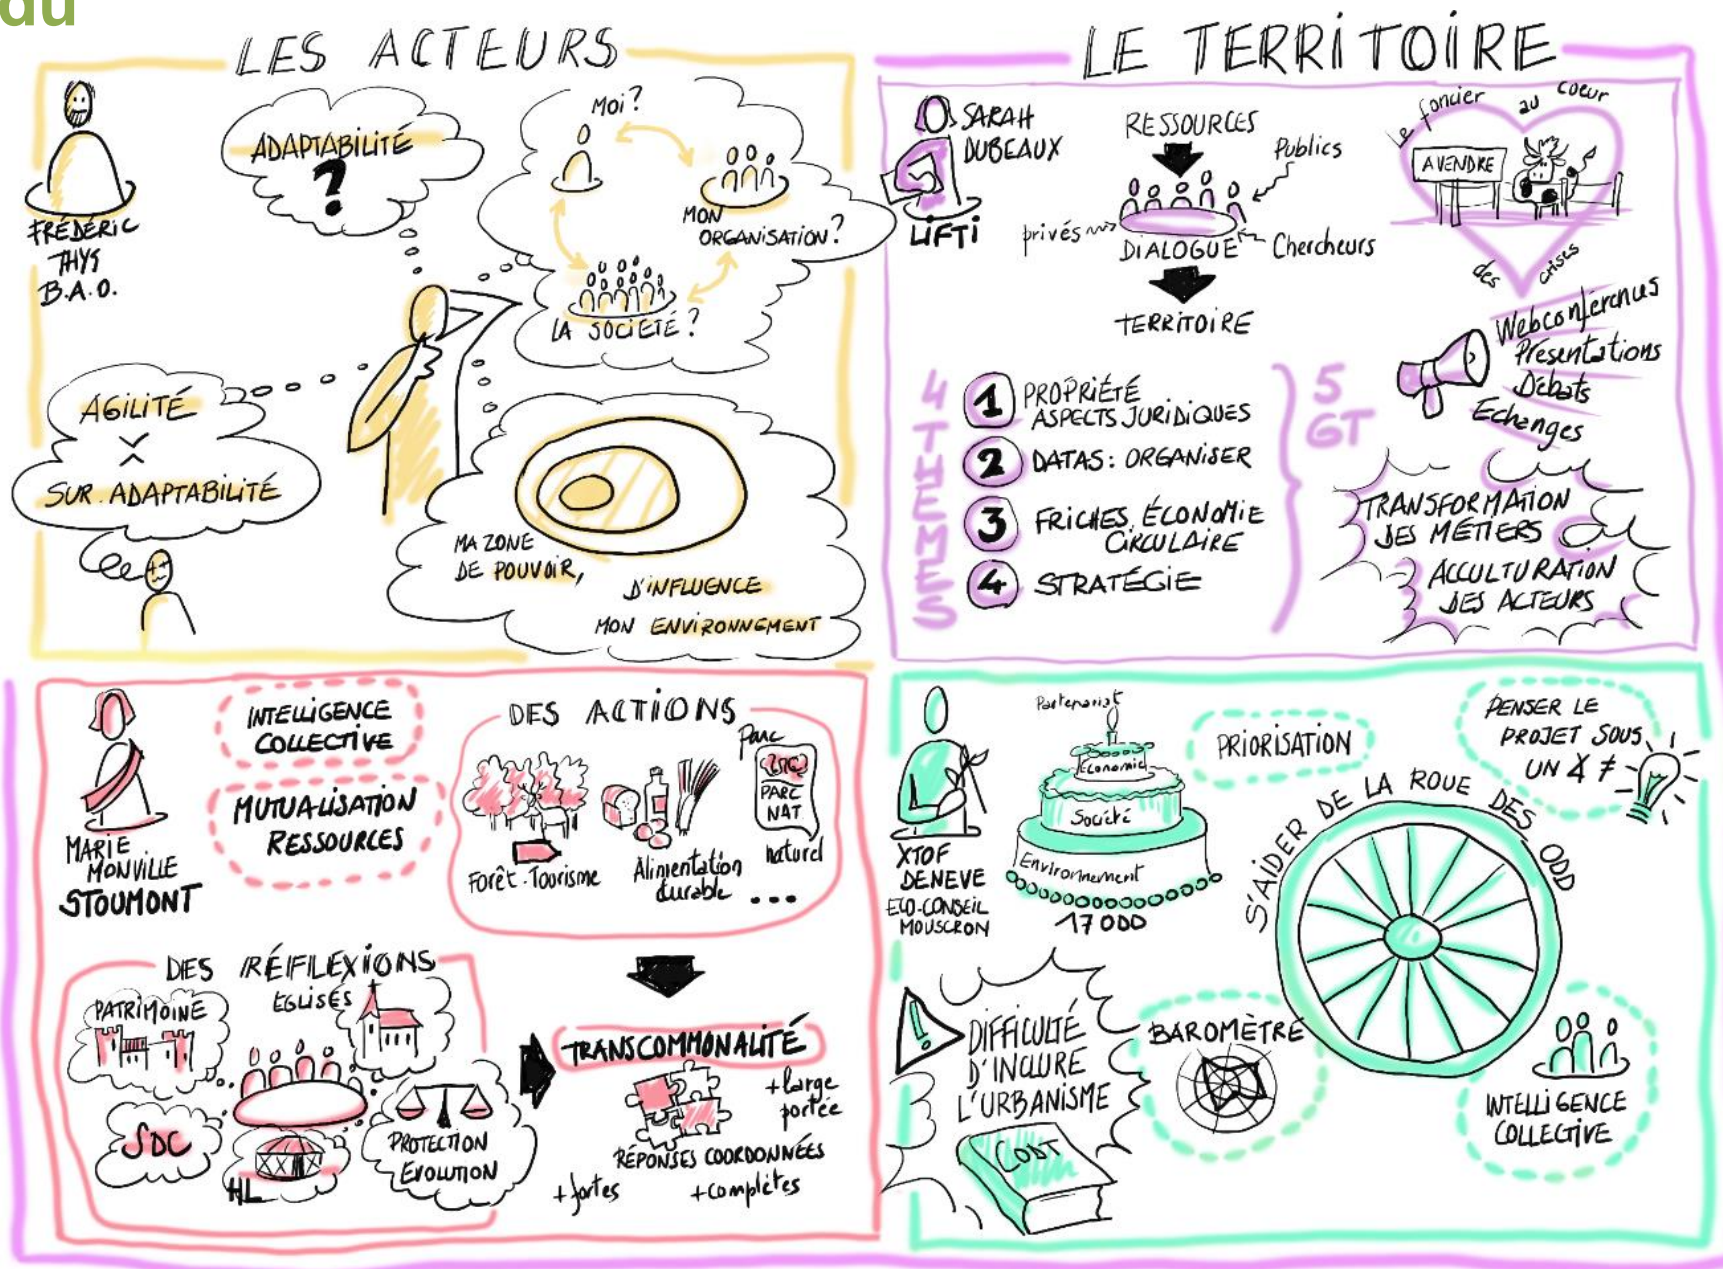 du
LES ACTEURS
FRÉDÉRIC
THYS
B.A.O.
ADAPTABILITÉ
?
MOI?
MON
ORGANISATION?
LA SOCIÉTÉ?
AGILITÉ
SUR-ADAPTABILITÉ
MA ZONE
DE POUVOIR,
D'INFLUENCE
MON ENVIRONNEMENT
LE TERRITOIRE
SARAH
DUBEAUX
LIFTI
RESSOURCES
Publics
privés
DIALOGUE
Chercheurs
TERRITOIRE
Le foncier au coeur
A VENDRE
des crises
4 THEMES
1 PROPRIÉTÉ
ASPECTS JURIDIQUES
2 DATAS: ORGANISER
3 FRICHES, ÉCONOMIE
CIRCULAIRE
4 STRATÉGIE
5
GT
Webconférences
Présentations
Débats
Echanges
TRANSFORMATION
DES MÉTIERS
ACCULTURATION
DES ACTEURS
MARIE
MONVILLE
STOUMONT
INTELLIGENCE
COLLECTIVE
MUTUALISATION
RESSOURCES
DES ACTIONS
Forêt-Tourisme
Alimentation
durable
Parc
PARC
NAT
naturel
...
DES RÉFLEXIONS
PATRIMOINE
EGLISES
SDC
HL
PROTECTION
EVOLUTION
TRANSCOMMUNALITÉ
+ large
portée
RÉPONSES COORDONNÉES
+ fortes
+ complètes
XTOF
DENEVE
ECO-CONSEIL
MOUSCRON
Partenariat
Economie
Société
Environnement
17 ODD
PRIORISATION
PENSER LE
PROJET SOUS
UN ∡ ≠
S'AIDER DE LA ROUE DES ODD
!
DIFFICULTÉ
D'INCLURE
L'URBANISME
CODT
BAROMÈTRE
INTELLIGENCE
COLLECTIVE